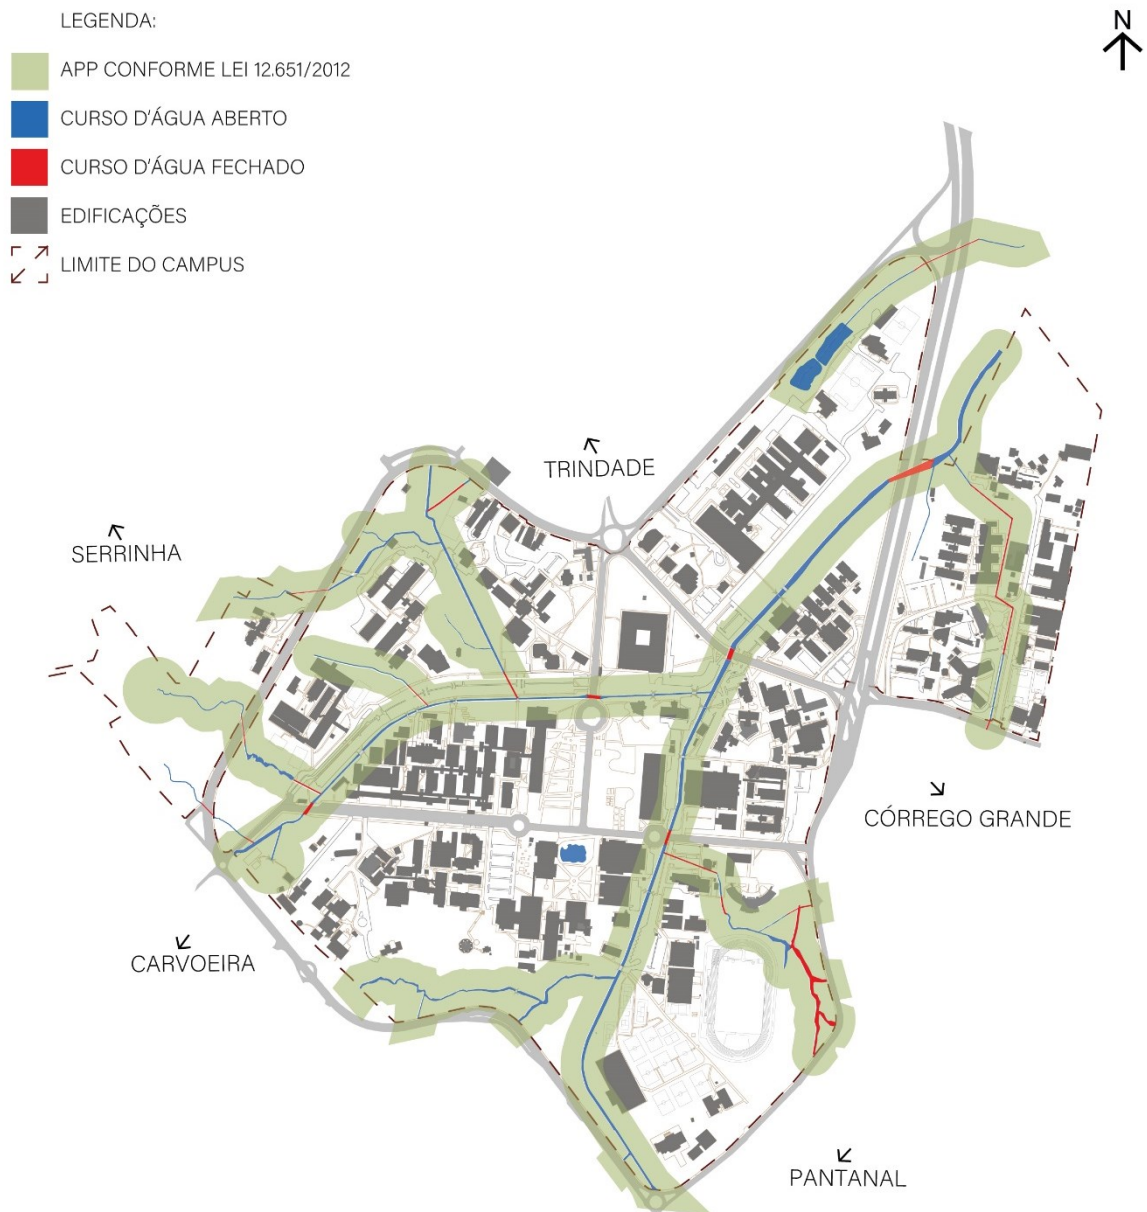 LEGENDA:
APP CONFORME LEI 12.651/2012
CURSO D'ÁGUA ABERTO
CURSO D'ÁGUA FECHADO
EDIFICAÇÕES
LIMITE DO CAMPUS
N
TRINDADE
SERRINHA
CÓRREGO GRANDE
CARVOEIRA
PANTANAL